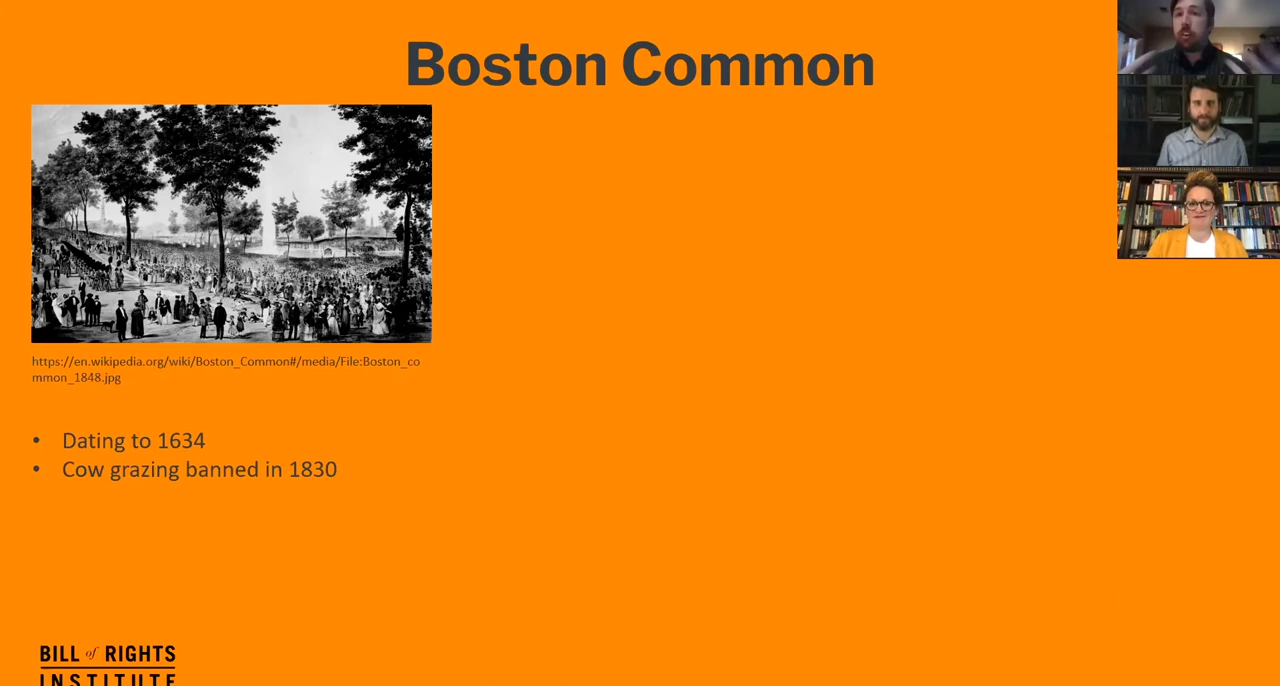 Boston Common
https://en.wikipedia.org/wiki/Boston_Common#/media/File:Boston_co
mmon_1848.jpg
• Dating to 1634
• Cow grazing banned in 1830
BILL of RIGHTS
INSTITUTE